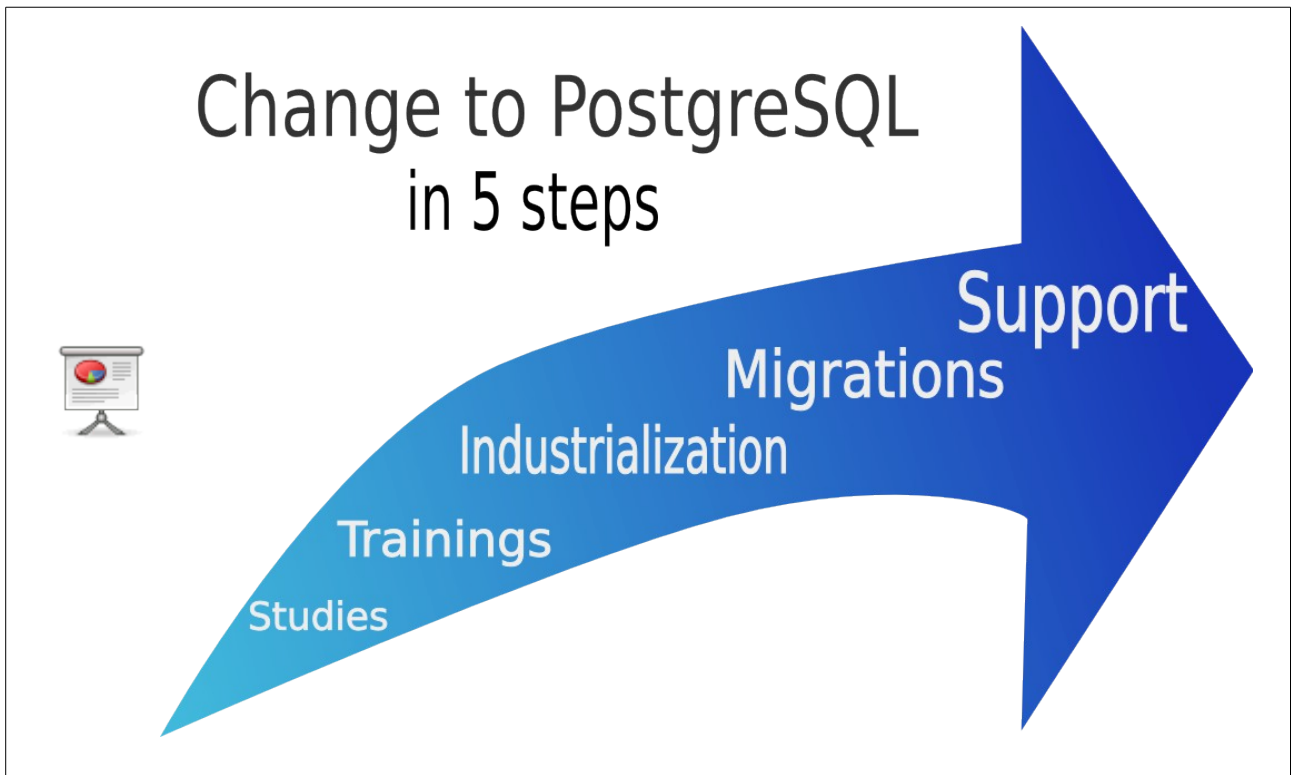 Change to PostgreSQL
in 5 steps
Support
Migrations
Industrialization
Trainings
Studies